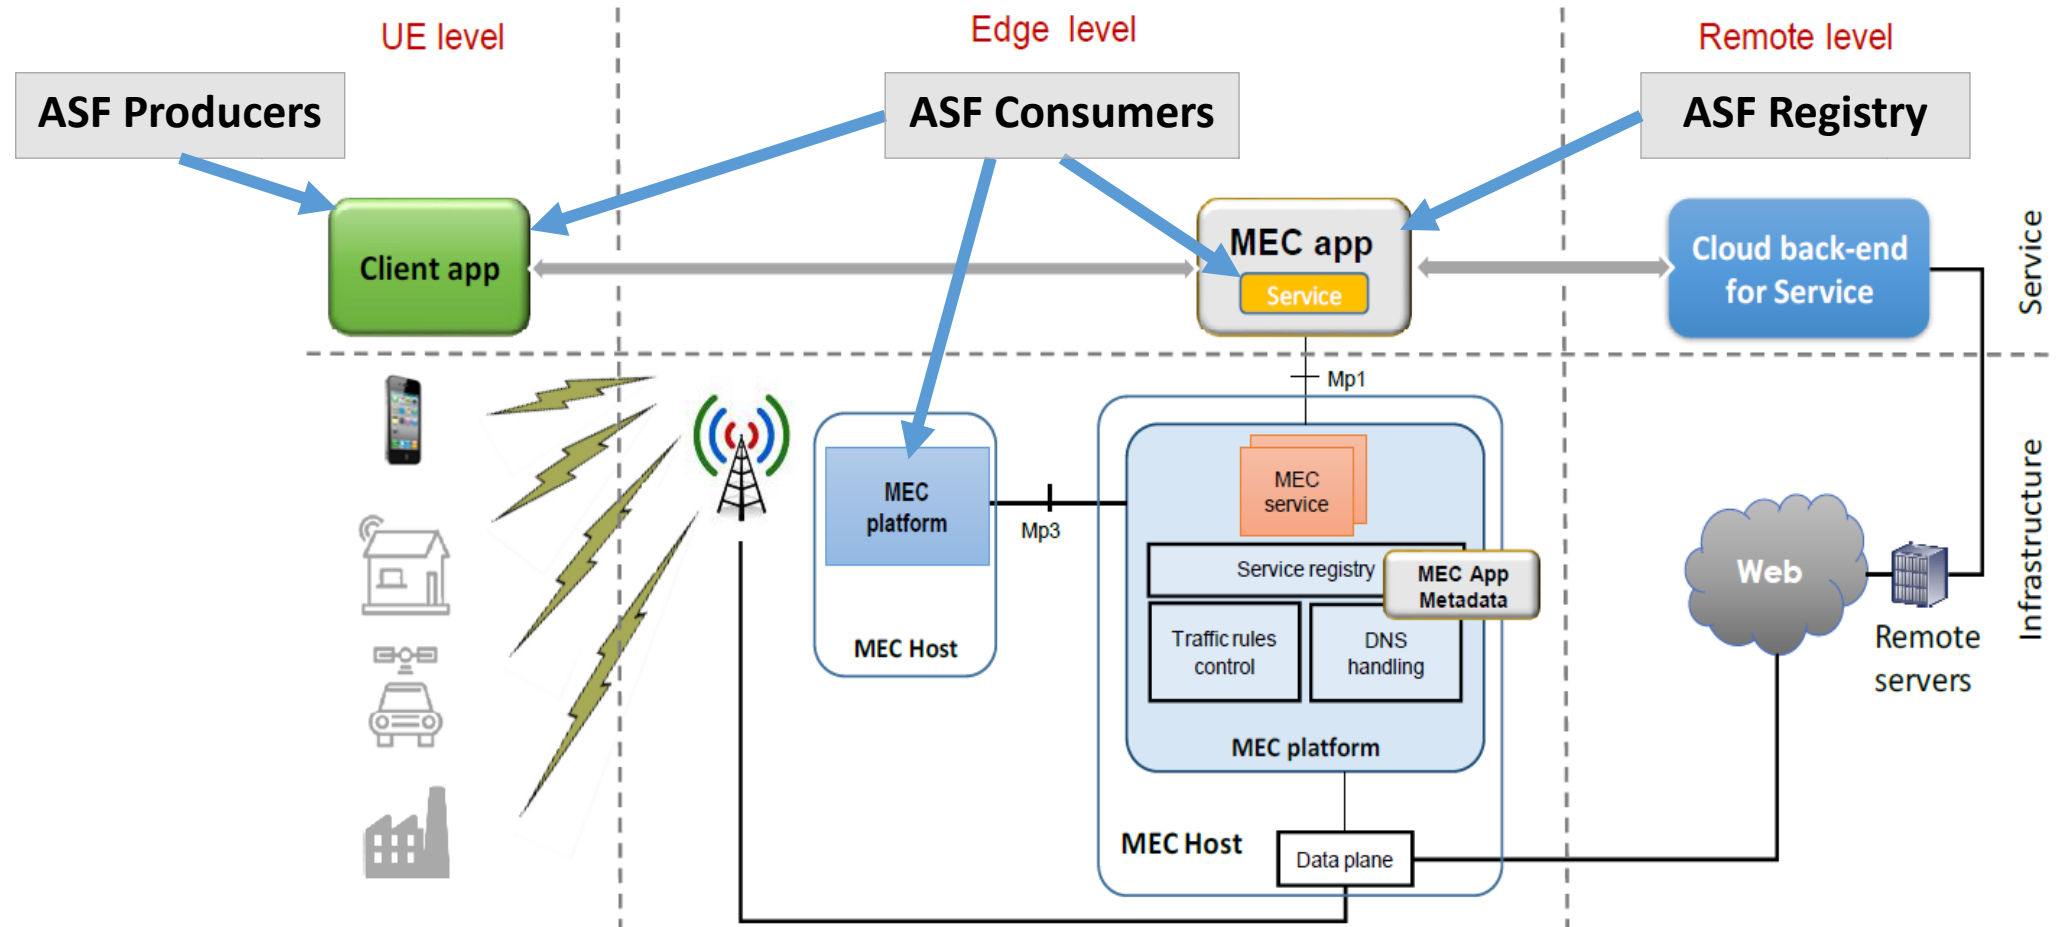 UE level
Edge level
Remote level
ASF Producers
ASF Consumers
ASF Registry
Client app
MEC app
Service
Cloud back-end
for Service
Service
Mp1
MEC
platform
MEC Host
Mp3
MEC
service
Service registry
MEC App
Metadata
Traffic rules
control
DNS
handling
MEC platform
MEC Host
Data plane
Web
Remote
servers
Infrastructure